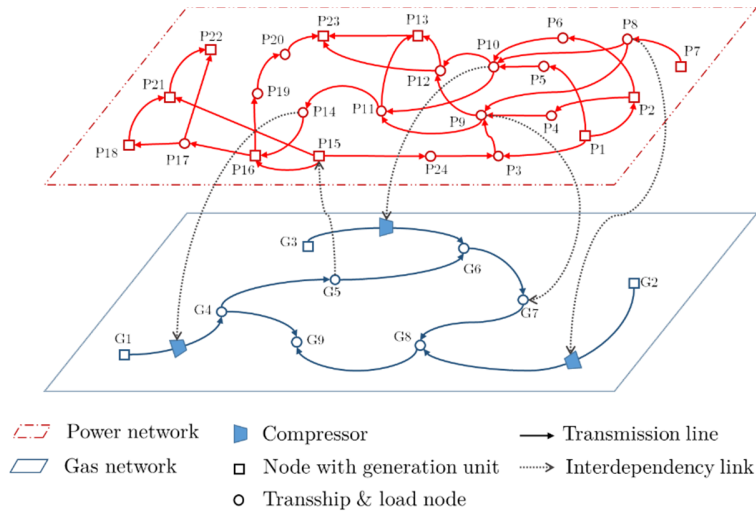 P23
P13
P6
P8
P22
P20
P10
P7
P5
P12
P21
P19
P2
P11
P14
P9
P4
P18
P17
P15
P1
P16
P24
P3
G3
G6
G5
G2
G4
G7
G1
G9
G8
Power network
Compressor
Transmission line
Gas network
Node with generation unit
Interdependency link
Transship & load node